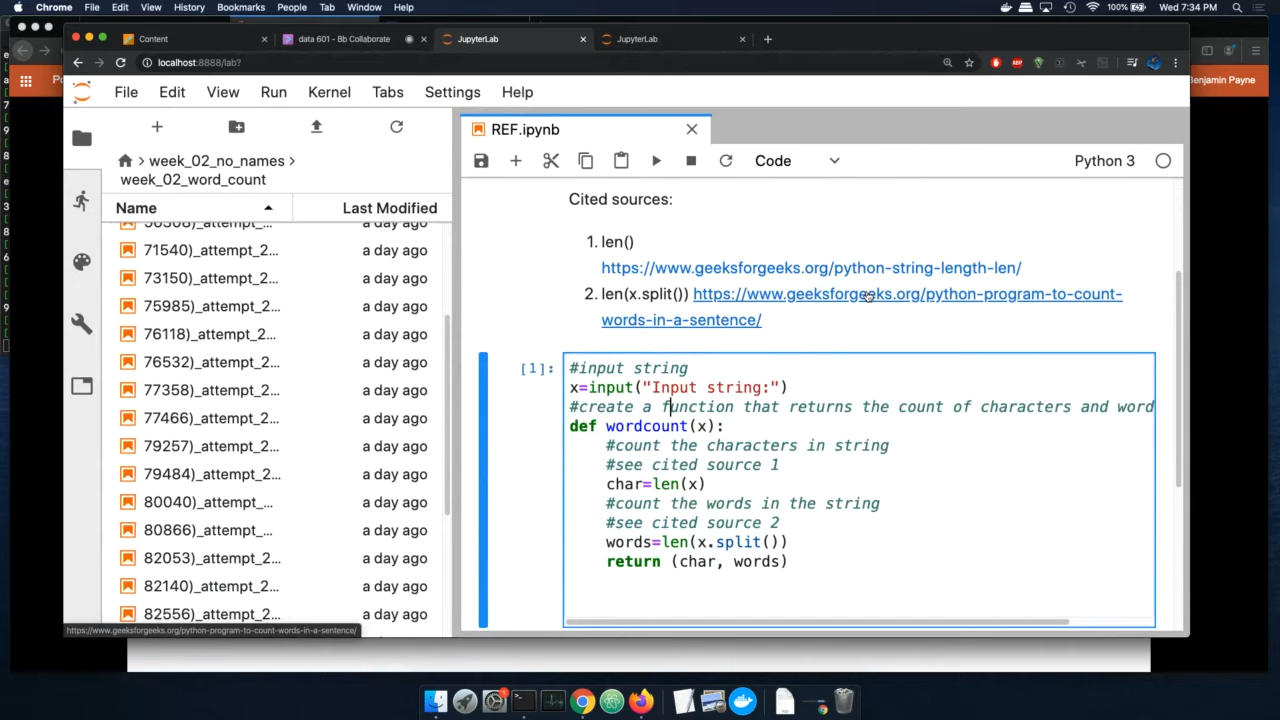 Chrome File Edit View History Bookmarks People Tab Window Help 100% Wed 7:34 PM
Content data 601 - Bb Collaborate JupyterLab JupyterLab
localhost:8888/lab?
Benjamin Payne
File Edit View Run Kernel Tabs Settings Help
REF.ipynb
Code Python 3
> week_02_no_names >
week_02_word_count
Name Last Modified
71540)_attempt_2... a day ago
73150)_attempt_2... a day ago
75985)_attempt_2... a day ago
76118)_attempt_2... a day ago
76532)_attempt_2... a day ago
77358)_attempt_2... a day ago
77466)_attempt_2... a day ago
79257)_attempt_2... a day ago
79484)_attempt_2... a day ago
80040)_attempt_... a day ago
80866)_attempt_... a day ago
82053)_attempt_2... a day ago
82140)_attempt_2... a day ago
82556)_attempt_2... a day ago
https://www.geeksforgeeks.org/python-program-to-count-words-in-a-sentence/
Cited sources:
1. len()
https://www.geeksforgeeks.org/python-string-length-len/
2. len(x.split()) https://www.geeksforgeeks.org/python-program-to-count-
words-in-a-sentence/
[1]: #input string
x=input("Input string:")
#create a function that returns the count of characters and word
def wordcount(x):
#count the characters in string
#see cited source 1
char=len(x)
#count the words in the string
#see cited source 2
words=len(x.split())
return (char, words)